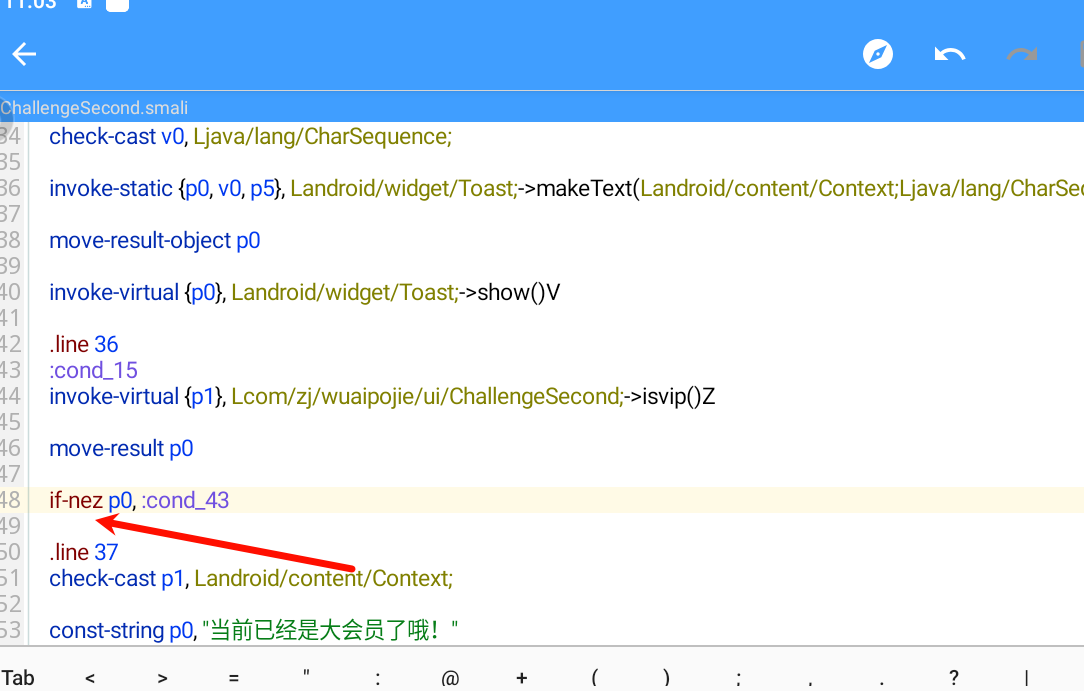 11:03
ChallengeSecond.smali
34 check-cast v0, Ljava/lang/CharSequence;
35
36 invoke-static {p0, v0, p5}, Landroid/widget/Toast;->makeText(Landroid/content/Context;Ljava/lang/CharSe
37
38 move-result-object p0
39
40 invoke-virtual {p0}, Landroid/widget/Toast;->show()V
41
42 .line 36
43 :cond_15
44 invoke-virtual {p1}, Lcom/zj/wuaipojie/ui/ChallengeSecond;->isvip()Z
45
46 move-result p0
47
48 if-nez p0, :cond_43
49
50 .line 37
51 check-cast p1, Landroid/content/Context;
52
53 const-string p0, "当前已经是大会员了哦！"
Tab < > = " : @ + ( ) ; , . ? |